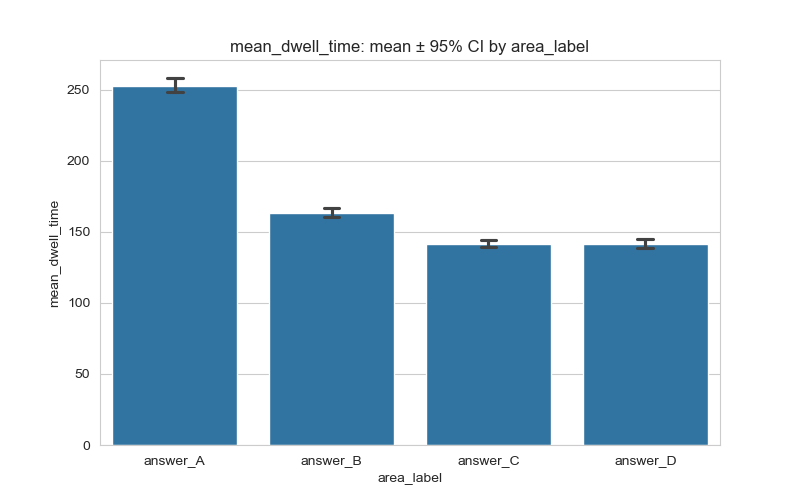 mean_dwell_time: mean ± 95% CI by area_label
mean_dwell_time
250
200
150
100
50
0
answer_A answer_B answer_C answer_D
area_label